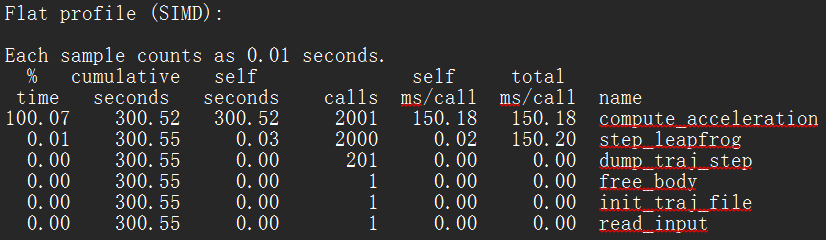 Flat profile (SIMD):
Each sample counts as 0.01 seconds.
% cumulative self self total
time seconds seconds calls ms/call ms/call name
100.07 300.52 300.52 2001 150.18 150.18 compute_acceleration
0.01 300.55 0.03 2000 0.02 150.20 step_leapfrog
0.00 300.55 0.00 201 0.00 0.00 dump_traj_step
0.00 300.55 0.00 1 0.00 0.00 free_body
0.00 300.55 0.00 1 0.00 0.00 init_traj_file
0.00 300.55 0.00 1 0.00 0.00 read_input